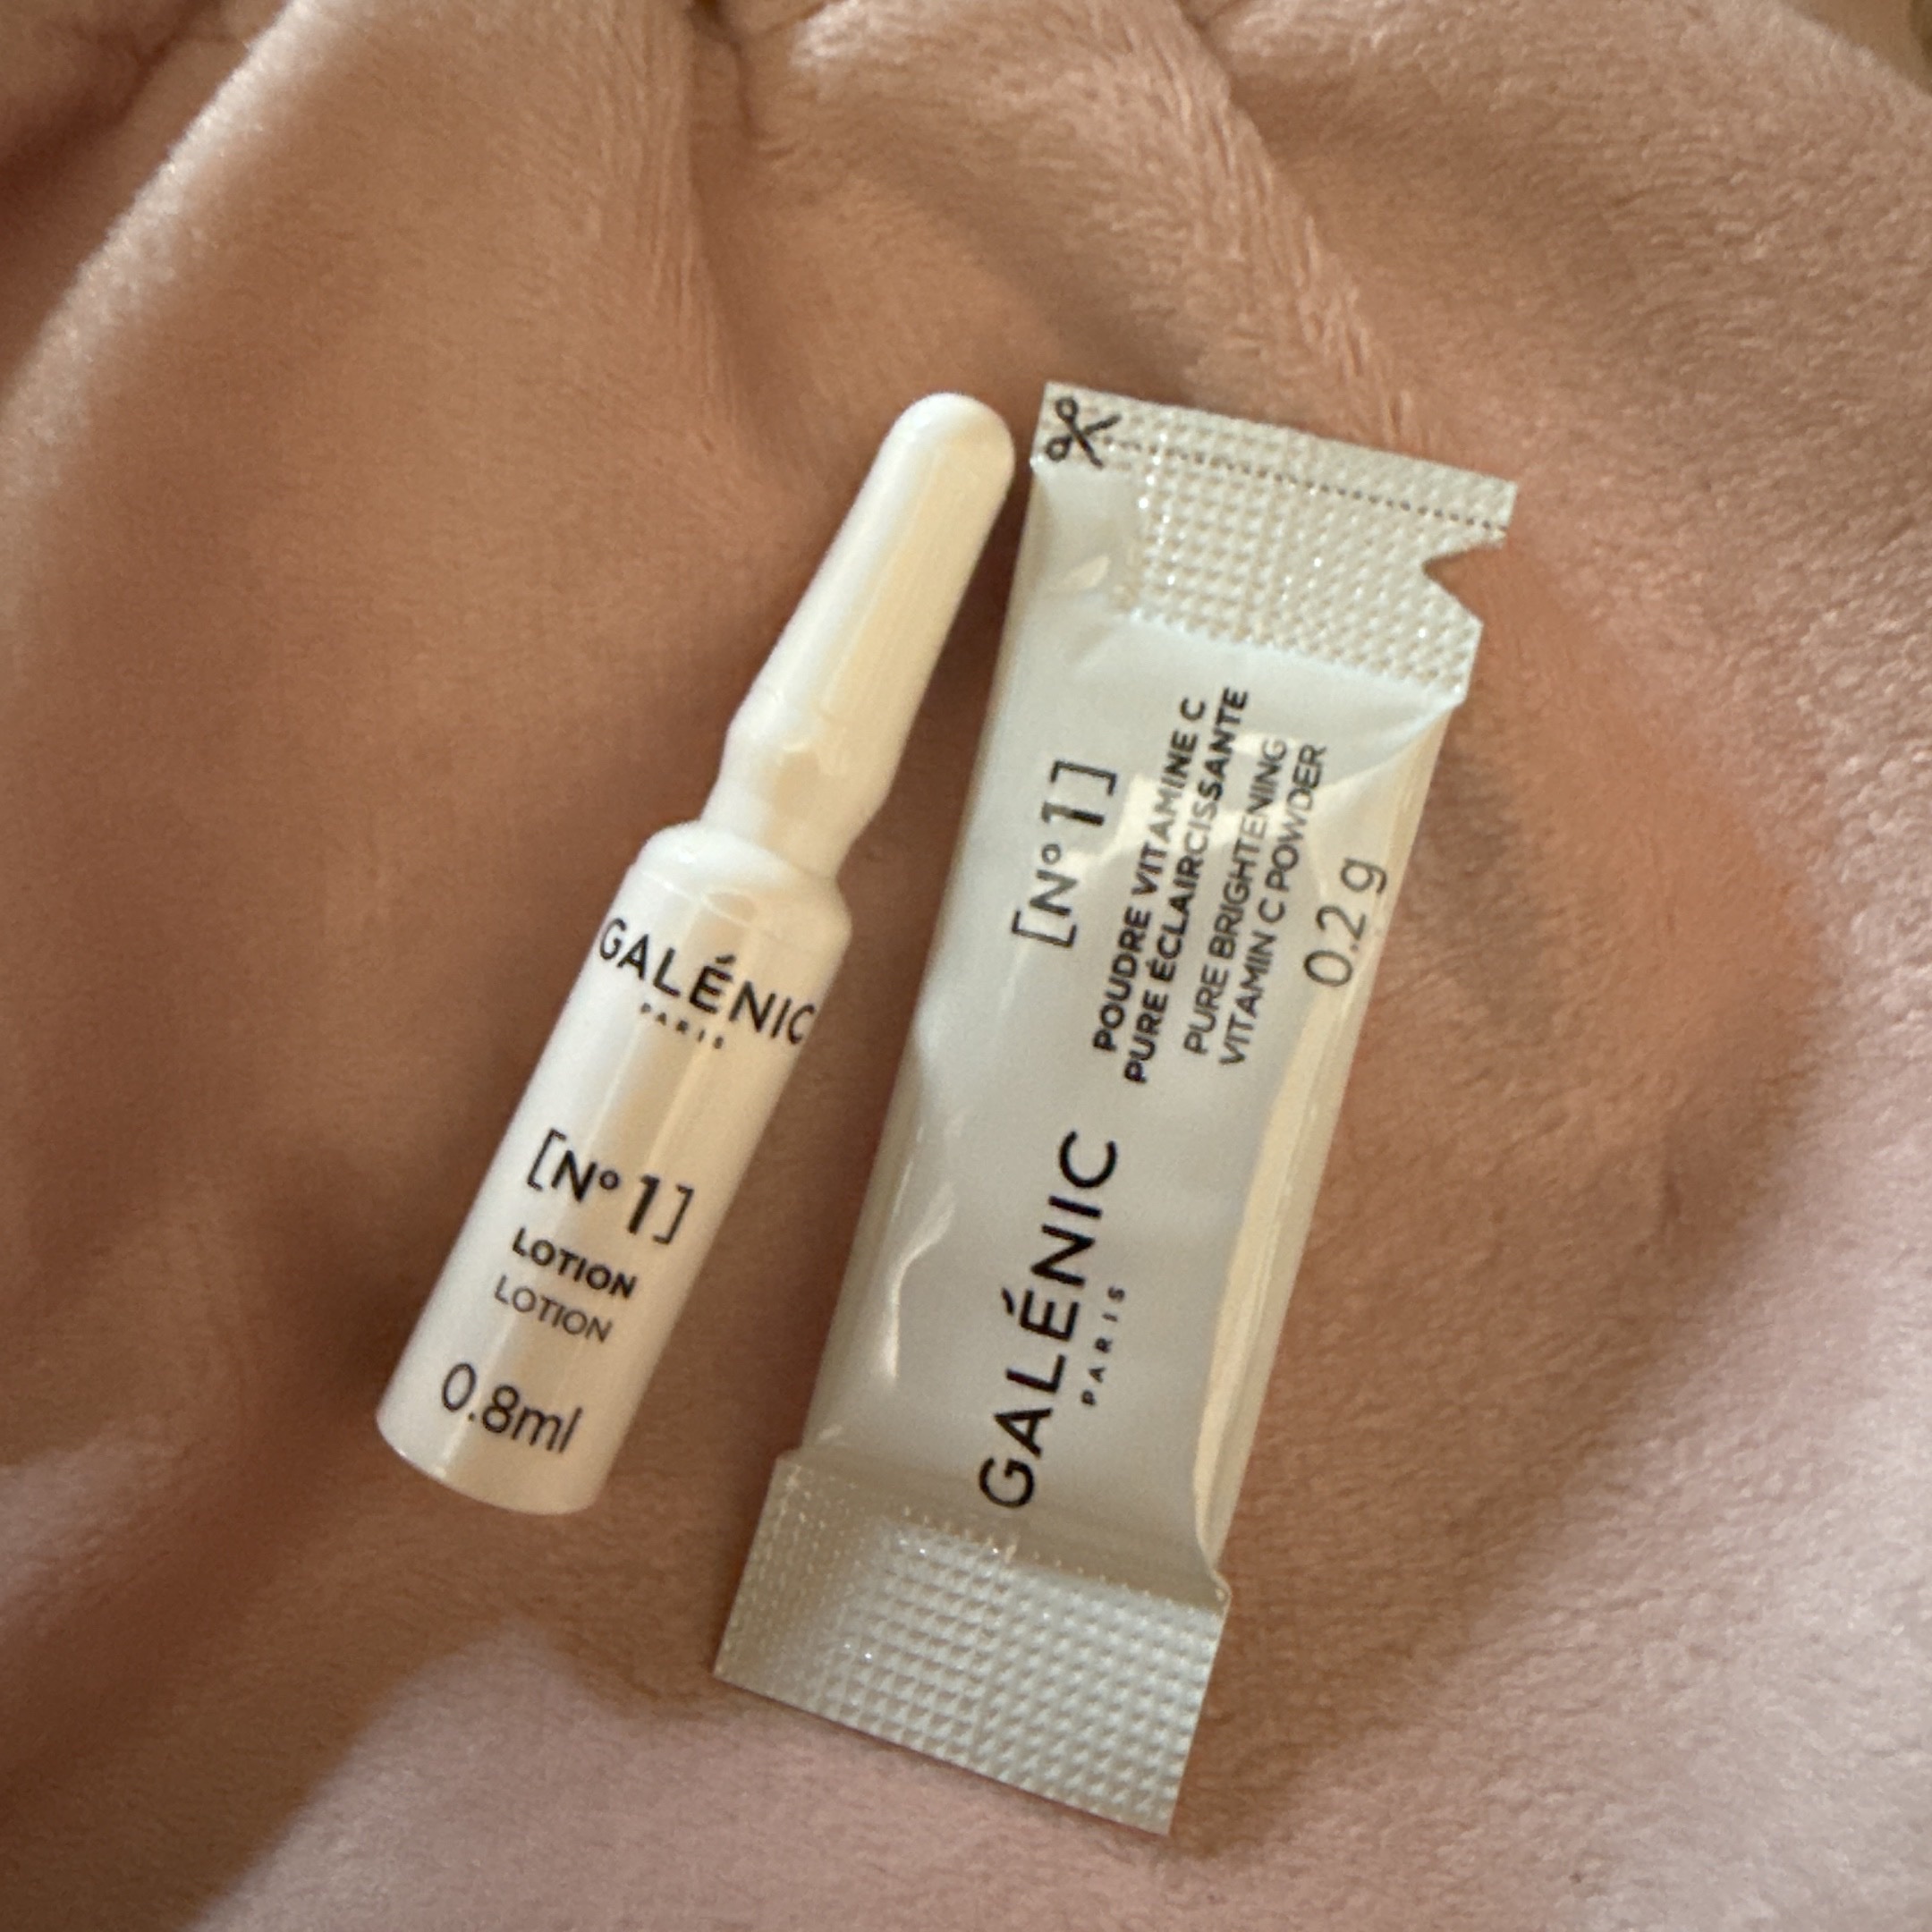 GALÉNIC
PARIS
[N° 1]
LOTION
LOTION
0.8ml
GALÉNIC
PARIS
[N° 1]
POUDRE VITAMINE C
PURE ÉCLAIRCISSANTE
PURE BRIGHTENING
VITAMIN C POWDER
0.2 g